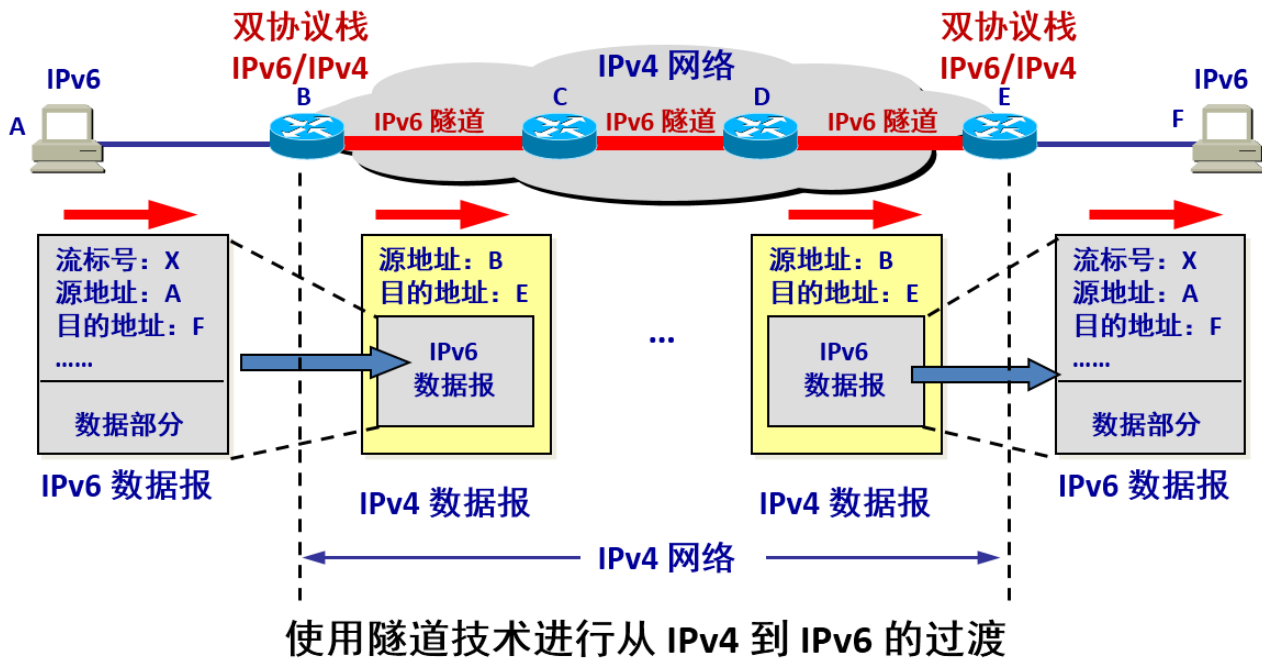 双协议栈
IPv6/IPv4
双协议栈
IPv6/IPv4
IPv4 网络
IPv6
IPv6
A
B
C
D
E
F
IPv6 隧道
IPv6 隧道
IPv6 隧道
流标号：X
源地址：A
目的地址：F
……
数据部分
IPv6 数据报
源地址：B
目的地址：E
IPv6
数据报
IPv4 数据报
...
源地址：B
目的地址：E
IPv6
数据报
IPv4 数据报
流标号：X
源地址：A
目的地址：F
……
数据部分
IPv6 数据报
IPv4 网络
使用隧道技术进行从 IPv4 到 IPv6 的过渡